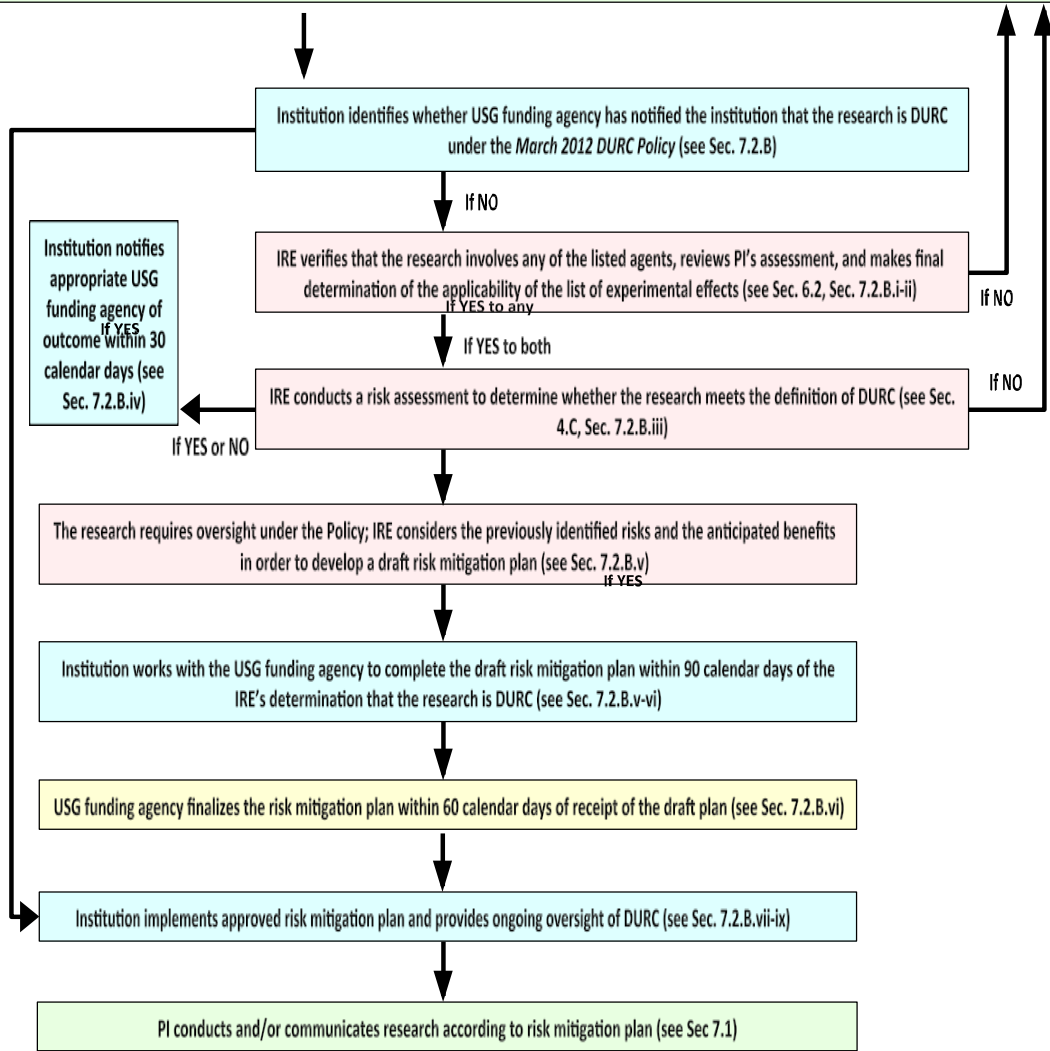 Institution identifies whether USG funding agency has notified the institution that the research is DURC
under the March 2012 DURC Policy (see Sec. 7.2.B)
If NO
Institution notifies
appropriate USG
funding agency of
If YES
outcome within 30
calendar days (see
Sec. 7.2.B.iv)
IRE verifies that the research involves any of the listed agents, reviews PI’s assessment, and makes final
determination of the applicability of the list of experimental effects (see Sec. 6.2, Sec. 7.2.B.i-ii)
If YES to any
If NO
If YES to both
If NO
IRE conducts a risk assessment to determine whether the research meets the definition of DURC (see Sec.
4.C, Sec. 7.2.B.iii)
If YES or NO
The research requires oversight under the Policy; IRE considers the previously identified risks and the anticipated benefits
in order to develop a draft risk mitigation plan (see Sec. 7.2.B.v)
If YES
Institution works with the USG funding agency to complete the draft risk mitigation plan within 90 calendar days of the
IRE’s determination that the research is DURC (see Sec. 7.2.B.v-vi)
USG funding agency finalizes the risk mitigation plan within 60 calendar days of receipt of the draft plan (see Sec. 7.2.B.vi)
Institution implements approved risk mitigation plan and provides ongoing oversight of DURC (see Sec. 7.2.B.vii-ix)
PI conducts and/or communicates research according to risk mitigation plan (see Sec 7.1)